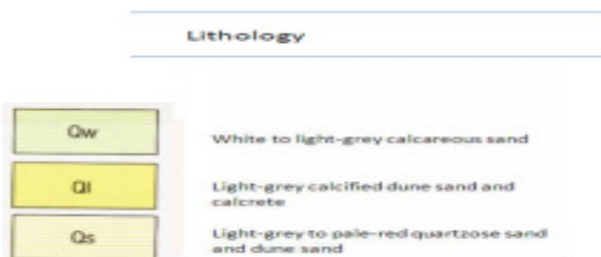 Lithology
Qw
White to light-grey calcareous sand
Ql
Light-grey calcified dune sand and
calcrete
Qs
Light-grey to pale-red quartzose sand
and dune sand